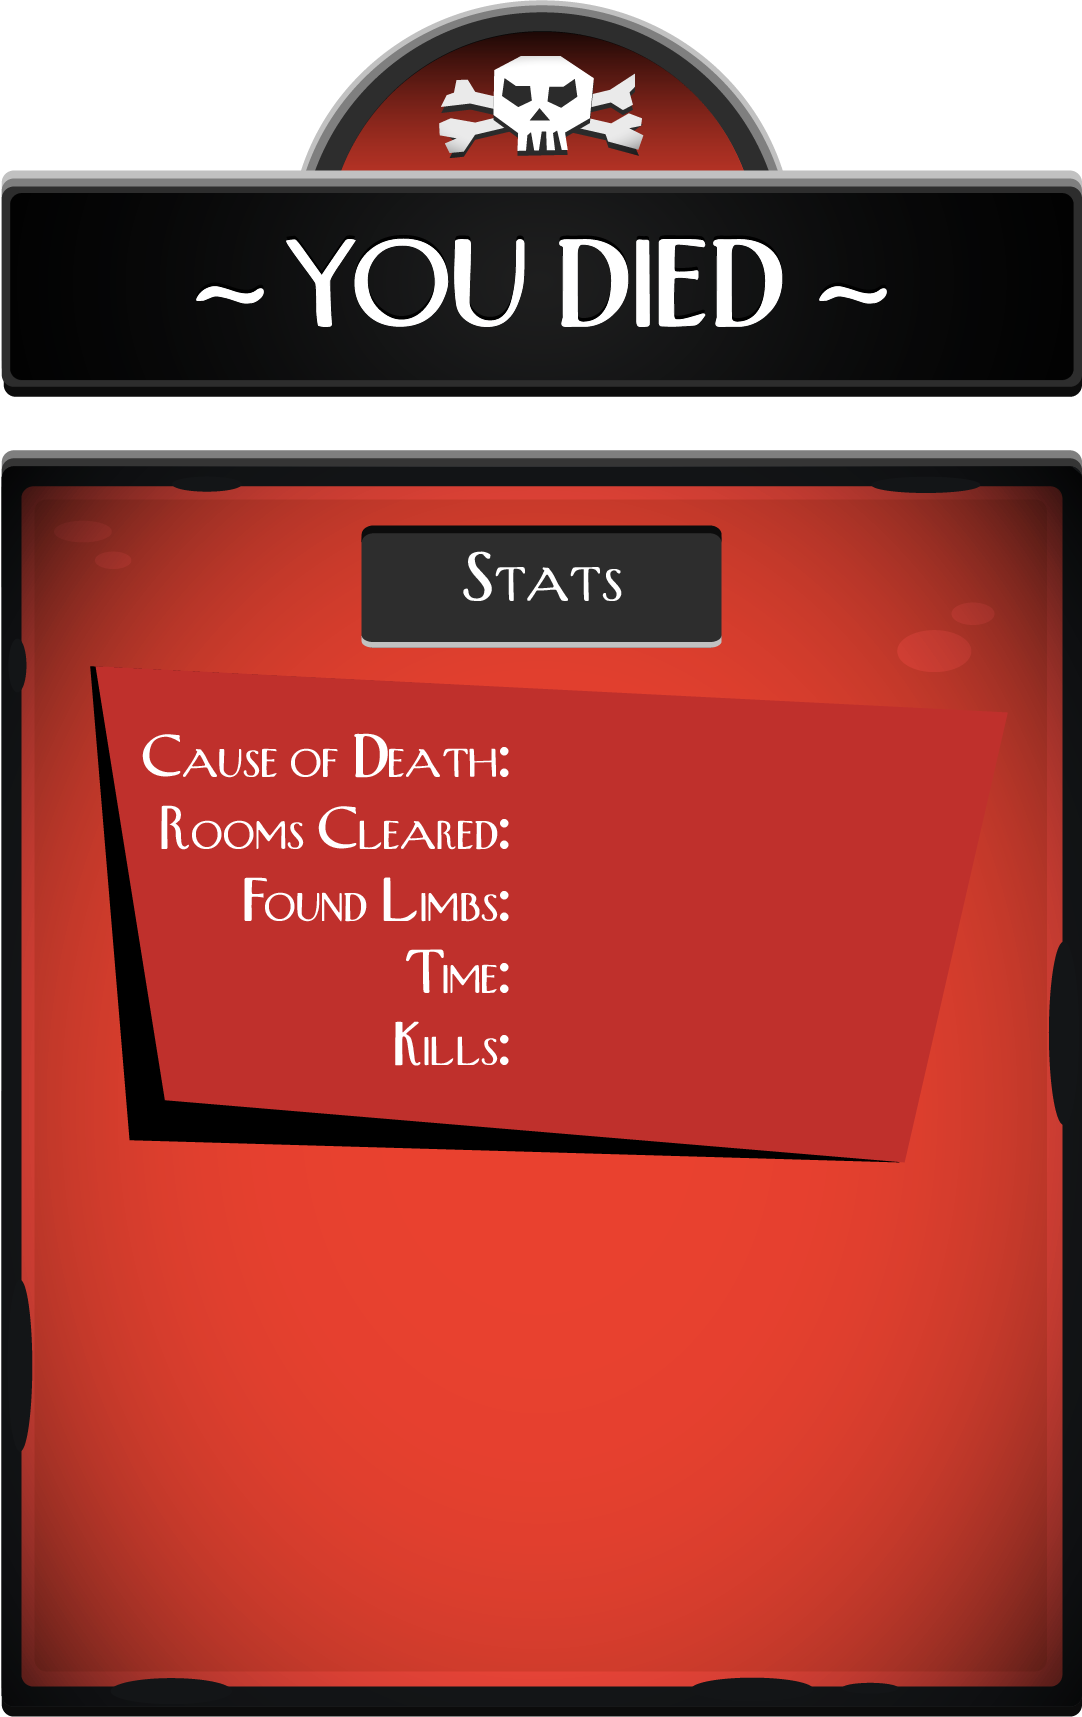 ~ YOU DIED ~
Stats
Cause of Death:
Rooms Cleared:
Found Limbs:
Time:
Kills: